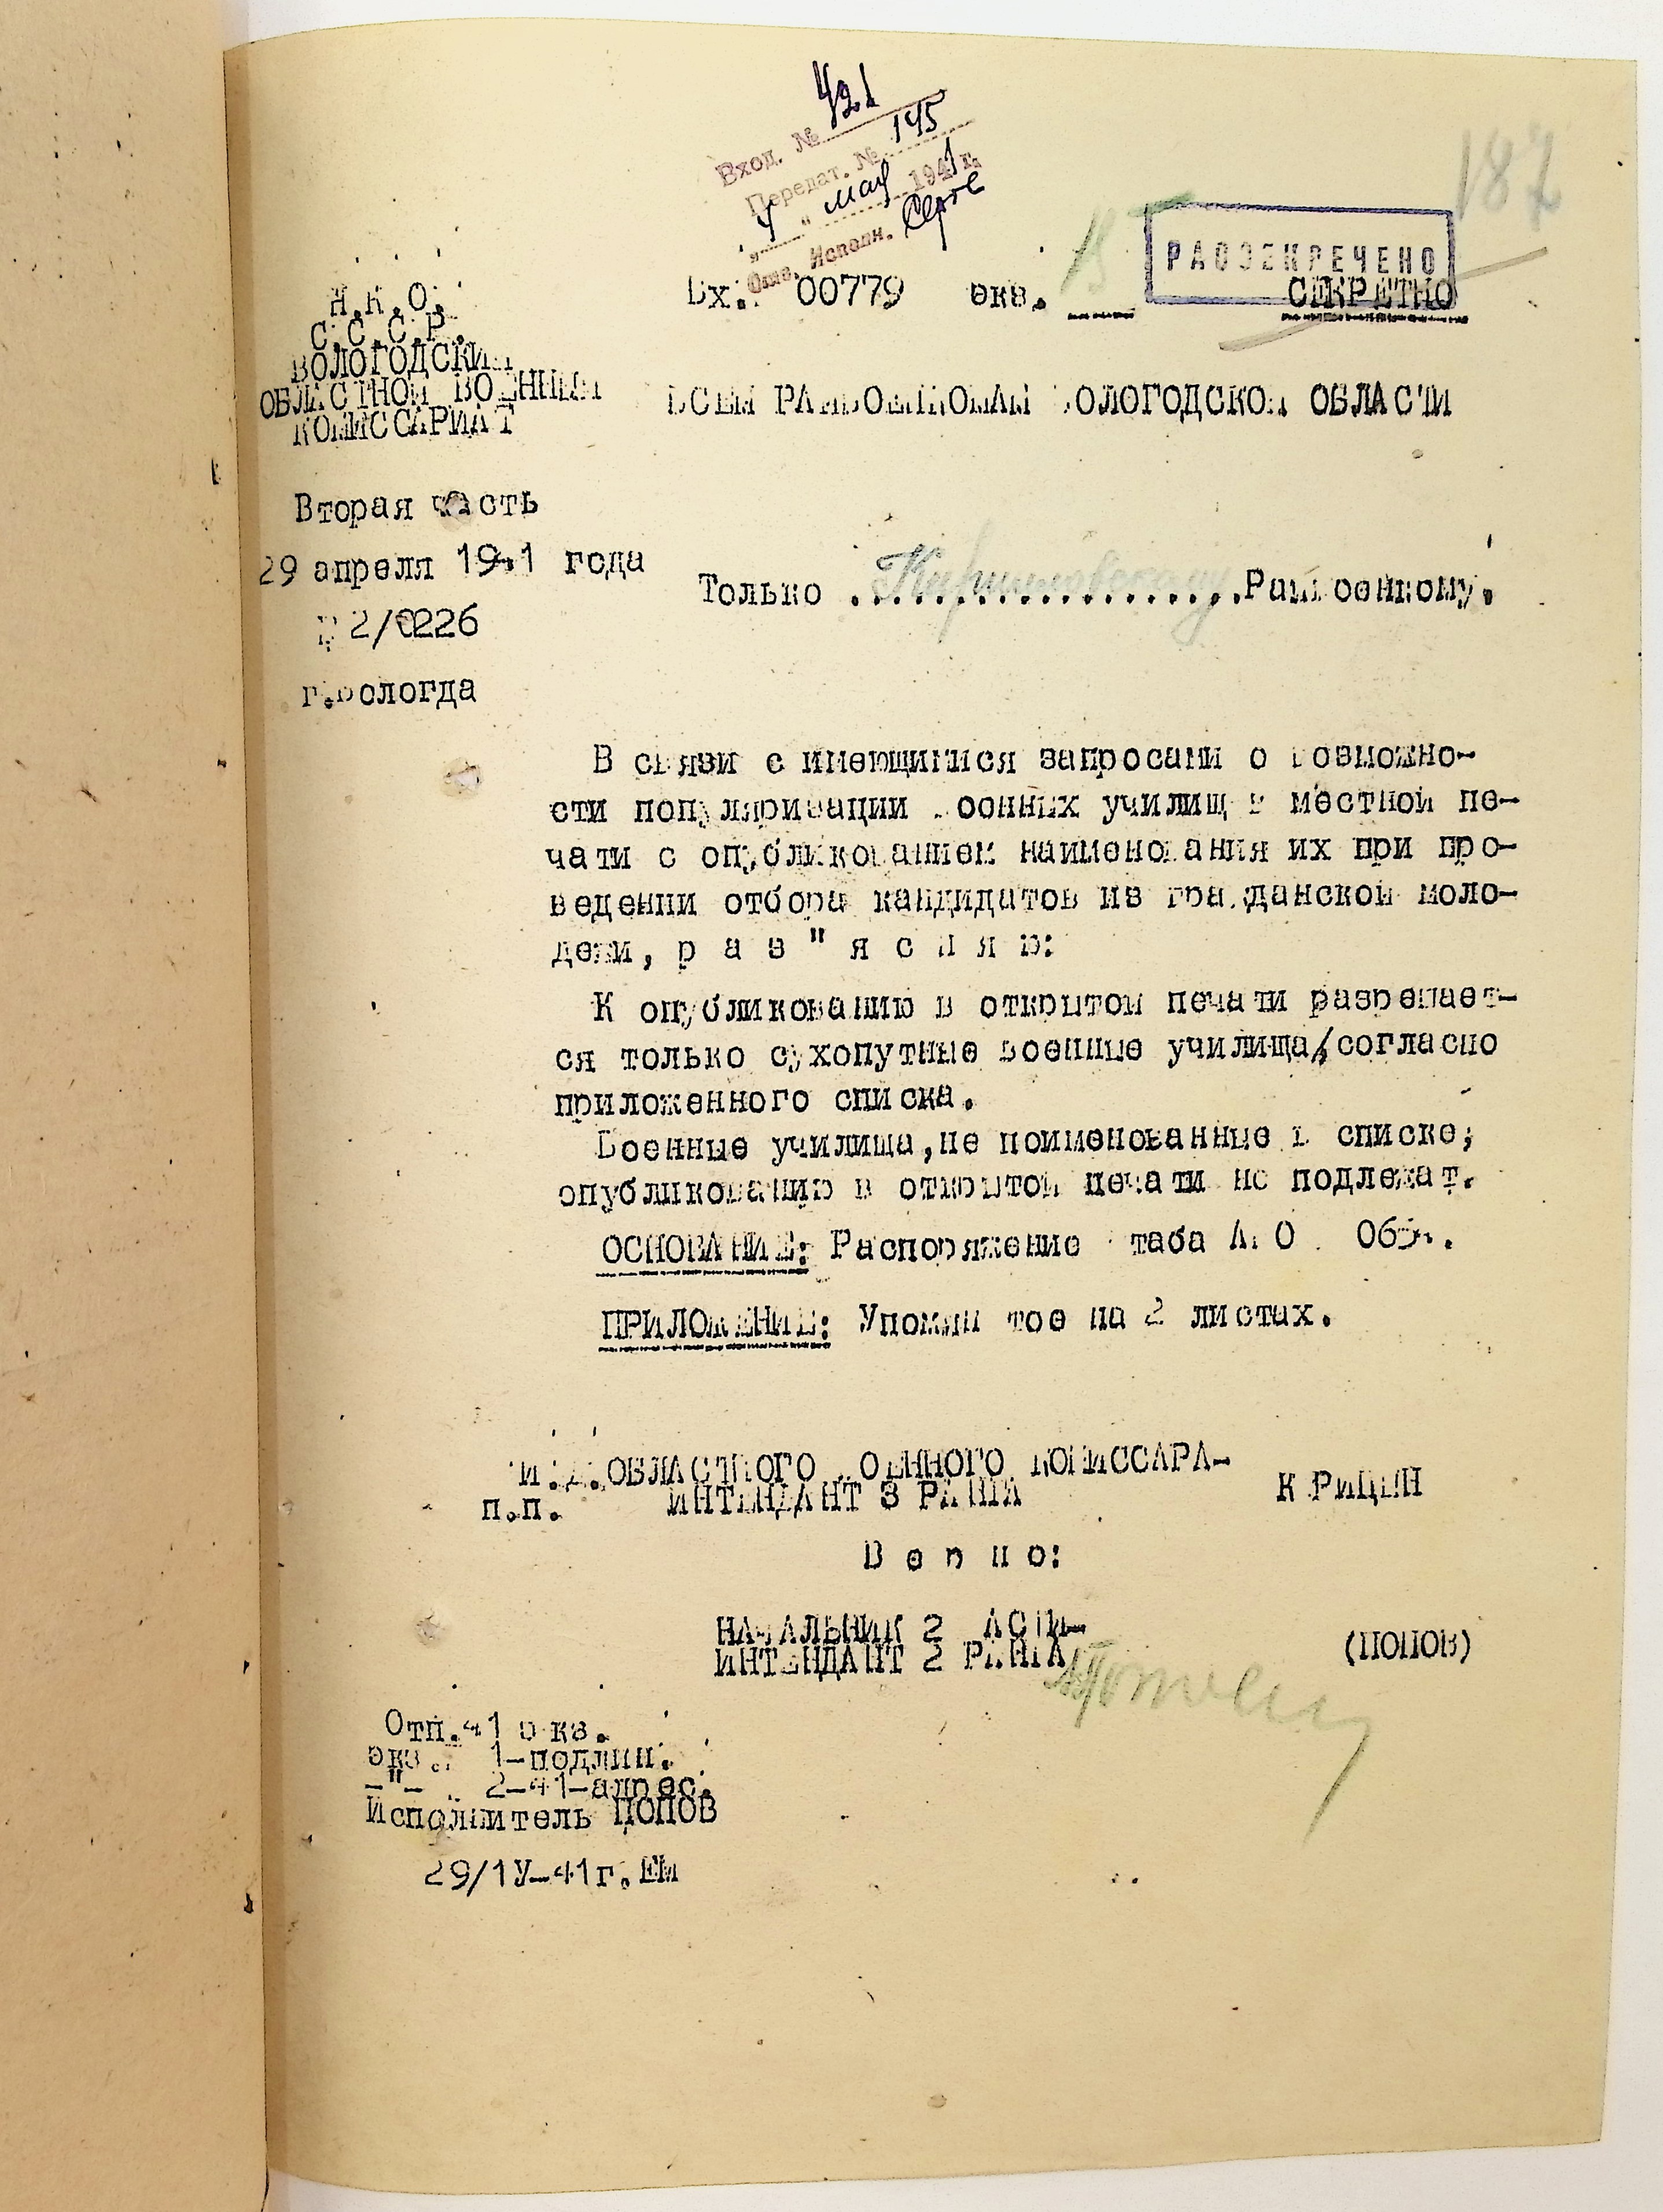 421
Вход. №
145
Передат. №
4 " мая 1941 г.
Отв. Исполн.
187
РАССЕКРЕЧЕНО
Вх. 00779 экз. 15
СЕКРЕТНО
Н.К.О.
С.С.С.Р.
ВОЛОГОДСКИЙ
ОБЛАСТНОЙ ВОЕННЫЙ
КОМИССАРИАТ
ВСЕМ РАЙВОЕНКОМАМ ВОЛОГОДСКОЙ ОБЛАСТИ
Вторая часть
29 апреля 1941 года
№ 2/0226
г.Вологда
Только Кирилловскому Райвоенкому.
В связи с имеющимися запросами о возможно-
сти популяризации военных училищ в местной пе-
чати с опубликованием наименования их при про-
ведении отбора кандидатов из гражданской моло-
дежи, р а з " я с н я ю:
К опубликованию в открытой печати разрешает-
ся только сухопутные военные училища, согласно
приложенного списка.
Военные училища,не поименованные в списке,
опубликованию в открытой печати не подлежат.
ОСНОВАНИЕ: Распоряжение Штаба
ПРИЛОЖЕНИЕ: Упомянутое на 2 листах.
И.Д.ОБЛАСТНОГО ВОЕННОГО КОМИССАРА-
п.п. ИНТЕНДАНТ 3 РАНГА
КУРИЦЫН
В е р н о:
НАЧАЛЬНИК 2 ЧАСТИ-
ИНТЕНДАНТ 2 РАНГА
(ПОПОВ)
Отп.41 экз.
экз. 1-подлин.
-"- 2-41-адрес.
Исполнитель ПОПОВ
29/1У-41г.ЕМ